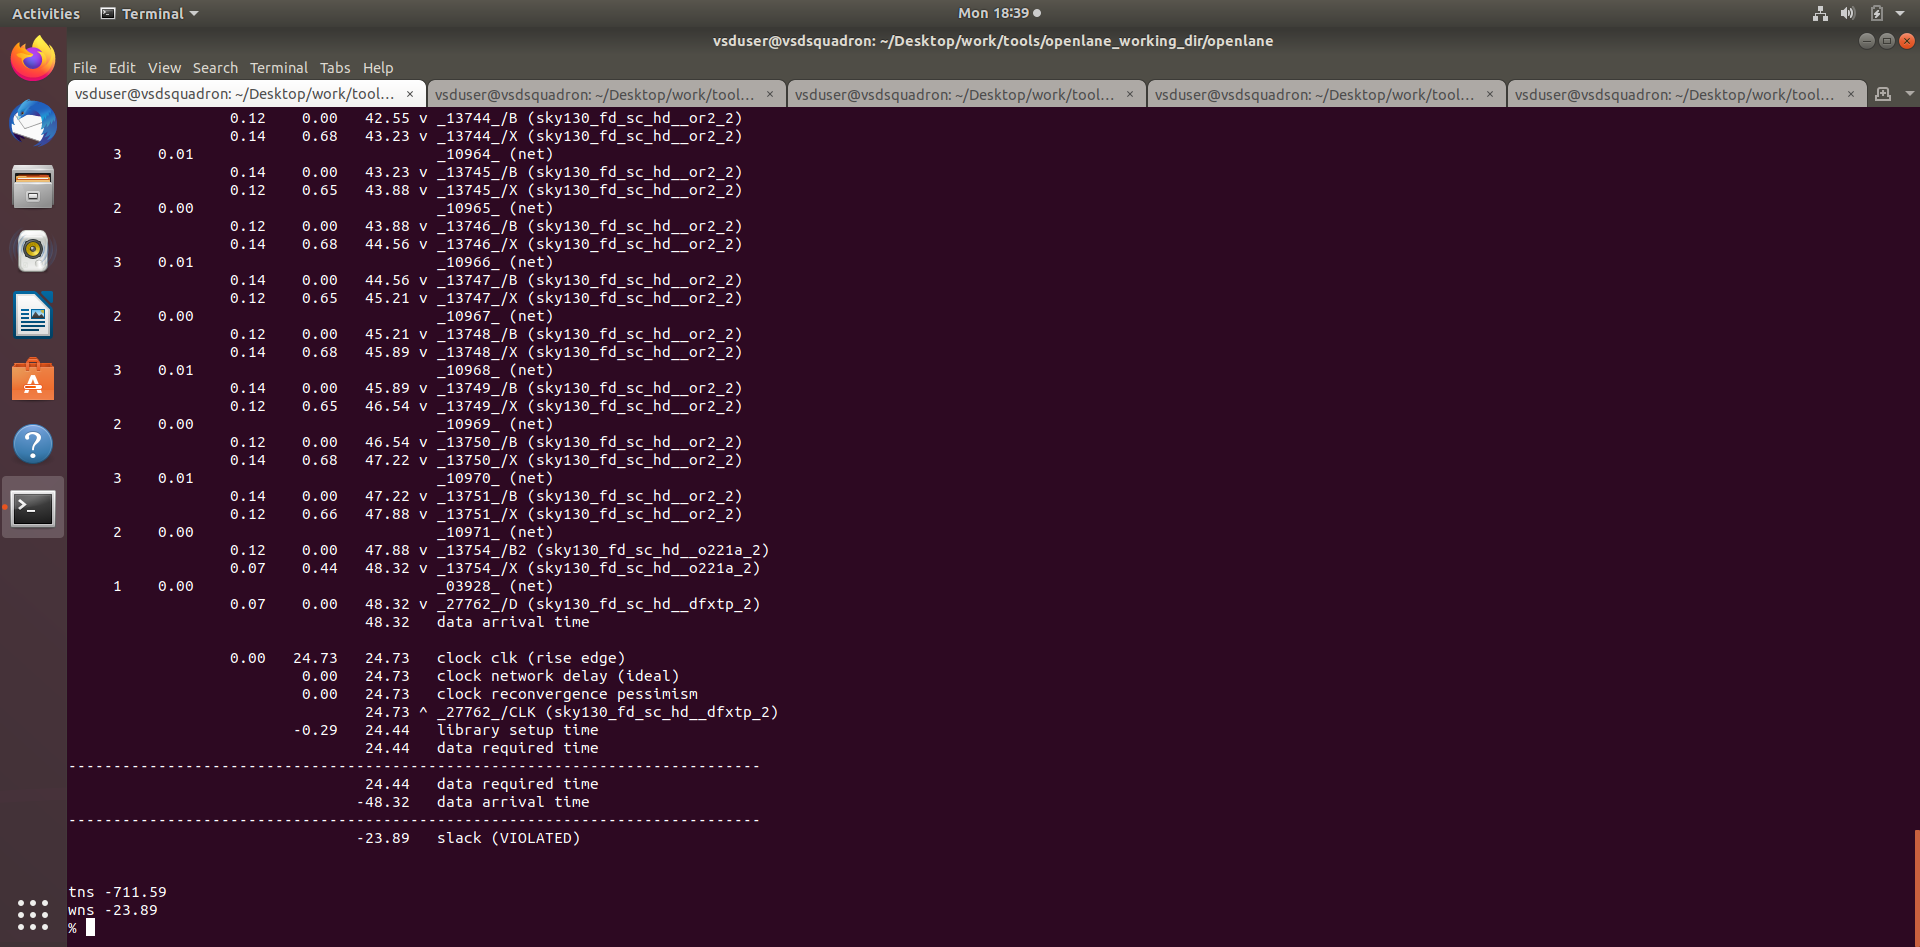 Activities Terminal Mon 18:39
vsduser@vsdsquadron: ~/Desktop/work/tools/openlane_working_dir/openlane
File Edit View Search Terminal Tabs Help
vsduser@vsdsquadron: ~/Desktop/work/tool... × vsduser@vsdsquadron: ~/Desktop/work/tool... × vsduser@vsdsquadron: ~/Desktop/work/tool... × vsduser@vsdsquadron: ~/Desktop/work/tool... × vsduser@vsdsquadron: ~/Desktop/work/tool... ×
0.12 0.00 42.55 v _13744_/B (sky130_fd_sc_hd__or2_2)
0.14 0.68 43.23 v _13744_/X (sky130_fd_sc_hd__or2_2)
3 0.01 _10964_ (net)
0.14 0.00 43.23 v _13745_/B (sky130_fd_sc_hd__or2_2)
0.12 0.65 43.88 v _13745_/X (sky130_fd_sc_hd__or2_2)
2 0.00 _10965_ (net)
0.12 0.00 43.88 v _13746_/B (sky130_fd_sc_hd__or2_2)
0.14 0.68 44.56 v _13746_/X (sky130_fd_sc_hd__or2_2)
3 0.01 _10966_ (net)
0.14 0.00 44.56 v _13747_/B (sky130_fd_sc_hd__or2_2)
0.12 0.65 45.21 v _13747_/X (sky130_fd_sc_hd__or2_2)
2 0.00 _10967_ (net)
0.12 0.00 45.21 v _13748_/B (sky130_fd_sc_hd__or2_2)
0.14 0.68 45.89 v _13748_/X (sky130_fd_sc_hd__or2_2)
3 0.01 _10968_ (net)
0.14 0.00 45.89 v _13749_/B (sky130_fd_sc_hd__or2_2)
0.12 0.65 46.54 v _13749_/X (sky130_fd_sc_hd__or2_2)
2 0.00 _10969_ (net)
0.12 0.00 46.54 v _13750_/B (sky130_fd_sc_hd__or2_2)
0.14 0.68 47.22 v _13750_/X (sky130_fd_sc_hd__or2_2)
3 0.01 _10970_ (net)
0.14 0.00 47.22 v _13751_/B (sky130_fd_sc_hd__or2_2)
0.12 0.66 47.88 v _13751_/X (sky130_fd_sc_hd__or2_2)
2 0.00 _10971_ (net)
0.12 0.00 47.88 v _13754_/B2 (sky130_fd_sc_hd__o221a_2)
0.07 0.44 48.32 v _13754_/X (sky130_fd_sc_hd__o221a_2)
1 0.00 _03928_ (net)
0.07 0.00 48.32 v _27762_/D (sky130_fd_sc_hd__dfxtp_2)
48.32 data arrival time
0.00 24.73 24.73 clock clk (rise edge)
0.00 24.73 clock network delay (ideal)
0.00 24.73 clock reconvergence pessimism
24.73 ^ _27762_/CLK (sky130_fd_sc_hd__dfxtp_2)
-0.29 24.44 library setup time
24.44 data required time
-----------------------------------------------------------------------------
24.44 data required time
-48.32 data arrival time
-----------------------------------------------------------------------------
-23.89 slack (VIOLATED)
tns -711.59
wns -23.89
%